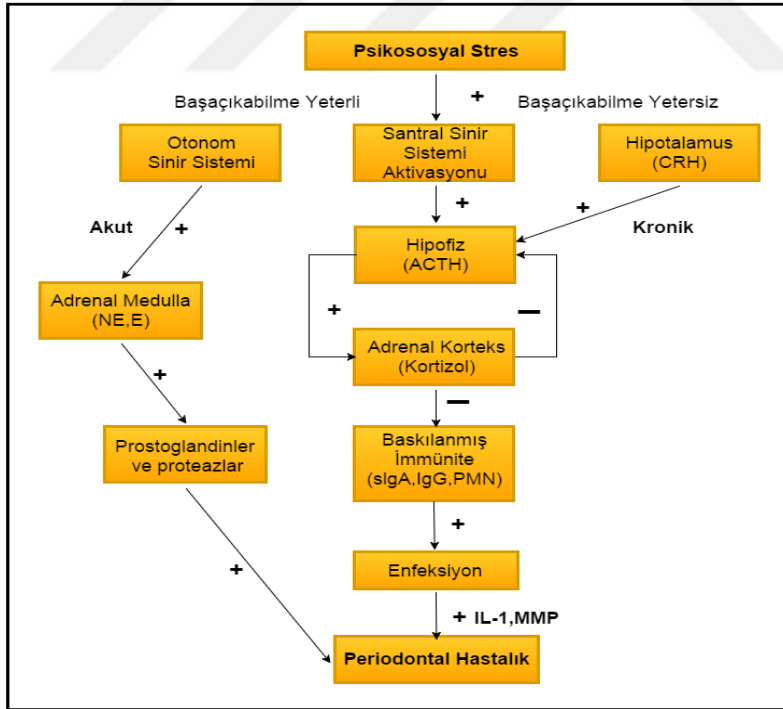 Psikososyal Stres
+
Başaçıkabilme Yeterli
Başaçıkabilme Yetersiz
Otonom
Sinir Sistemi
Santral Sinir
Sistemi
Aktivasyonu
Hipotalamus
(CRH)
Akut
+
+
+
Kronik
Hipofiz
(ACTH)
Adrenal Medulla
(NE,E)
+
—
Adrenal Korteks
(Kortizol)
+
—
Prostoglandinler
ve proteazlar
Baskılanmış
İmmünite
(sIgA,IgG,PMN)
+
+
Enfeksiyon
+ IL-1,MMP
Periodontal Hastalık